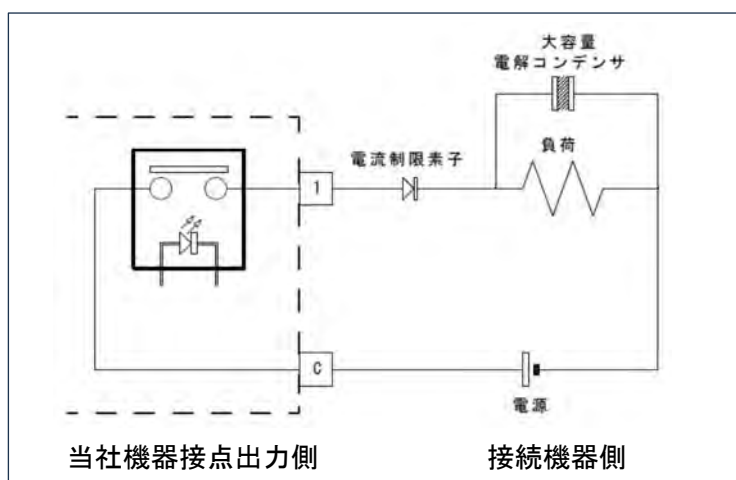 大容量
電解コンデンサ
電流制限素子
負荷
1
C
電源
当社機器接点出力側
接続機器側